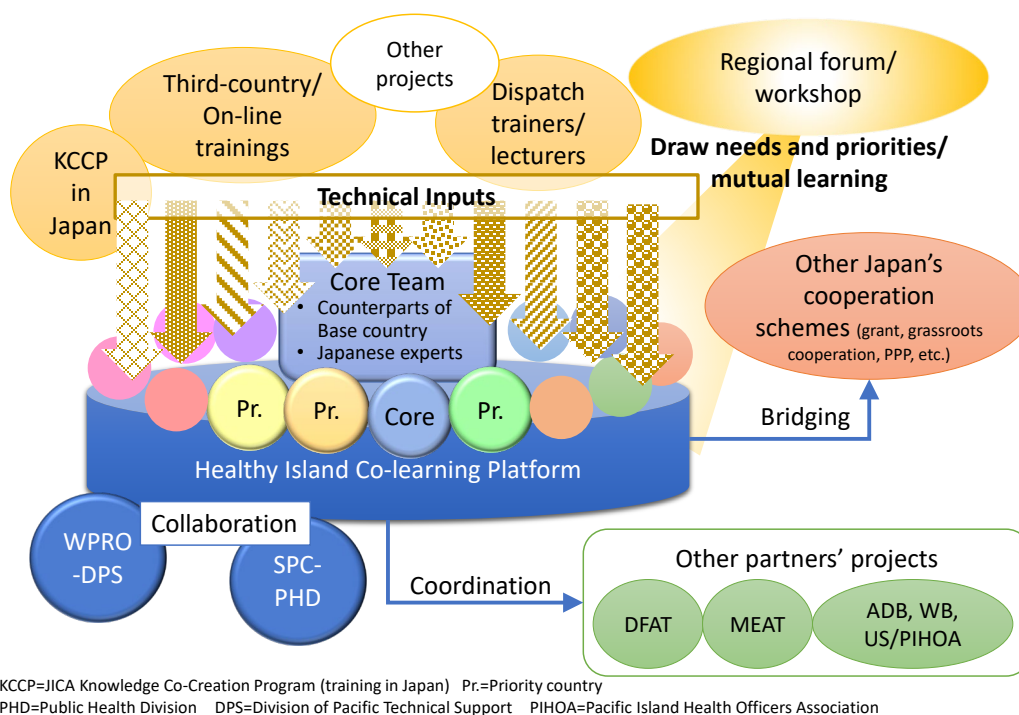 Other
projects
Regional forum/
workshop
Third-country/
On-line
trainings
Dispatch
trainers/
lecturers
KCCP
in
Japan
Draw needs and priorities/
mutual learning
Technical Inputs
Core Team
• Counterparts of
Base country
• Japanese experts
Other Japan's
cooperation
schemes (grant, grassroots
cooperation, PPP, etc.)
Pr.
Pr.
Core
Pr.
Bridging
Healthy Island Co-learning Platform
Collaboration
WPRO
-DPS
SPC-
PHD
Coordination
Other partners' projects
DFAT
MEAT
ADB, WB,
US/PIHOA
KCCP=JICA Knowledge Co-Creation Program (training in Japan) Pr.=Priority country
PHD=Public Health Division DPS=Division of Pacific Technical Support PIHOA=Pacific Island Health Officers Association